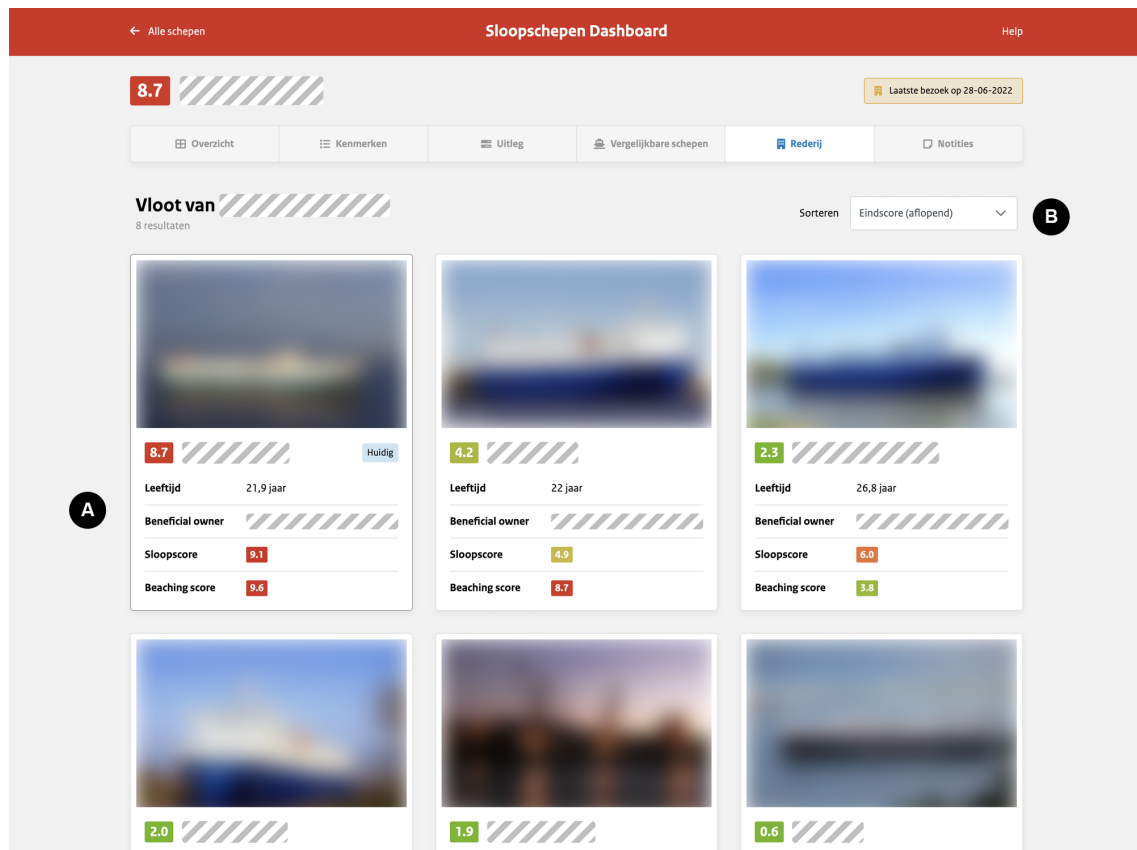 ← Alle schepen Sloopschepen Dashboard Help
8.7 Laatste bezoek op 28-06-2022
Overzicht Kenmerken Uitleg Vergelijkbare schepen Rederij Notities
Vloot van
8 resultaten
Sorteren Eindscore (aflopend) B
8.7 Huidig
Leeftijd 21,9 jaar
Beneficial owner
Sloopscore 9.1
Beaching score 9.6
A
4.2
Leeftijd 22 jaar
Beneficial owner
Sloopscore 4.9
Beaching score 8.7
2.3
Leeftijd 26,8 jaar
Beneficial owner
Sloopscore 6.0
Beaching score 3.8
2.0
1.9
0.6